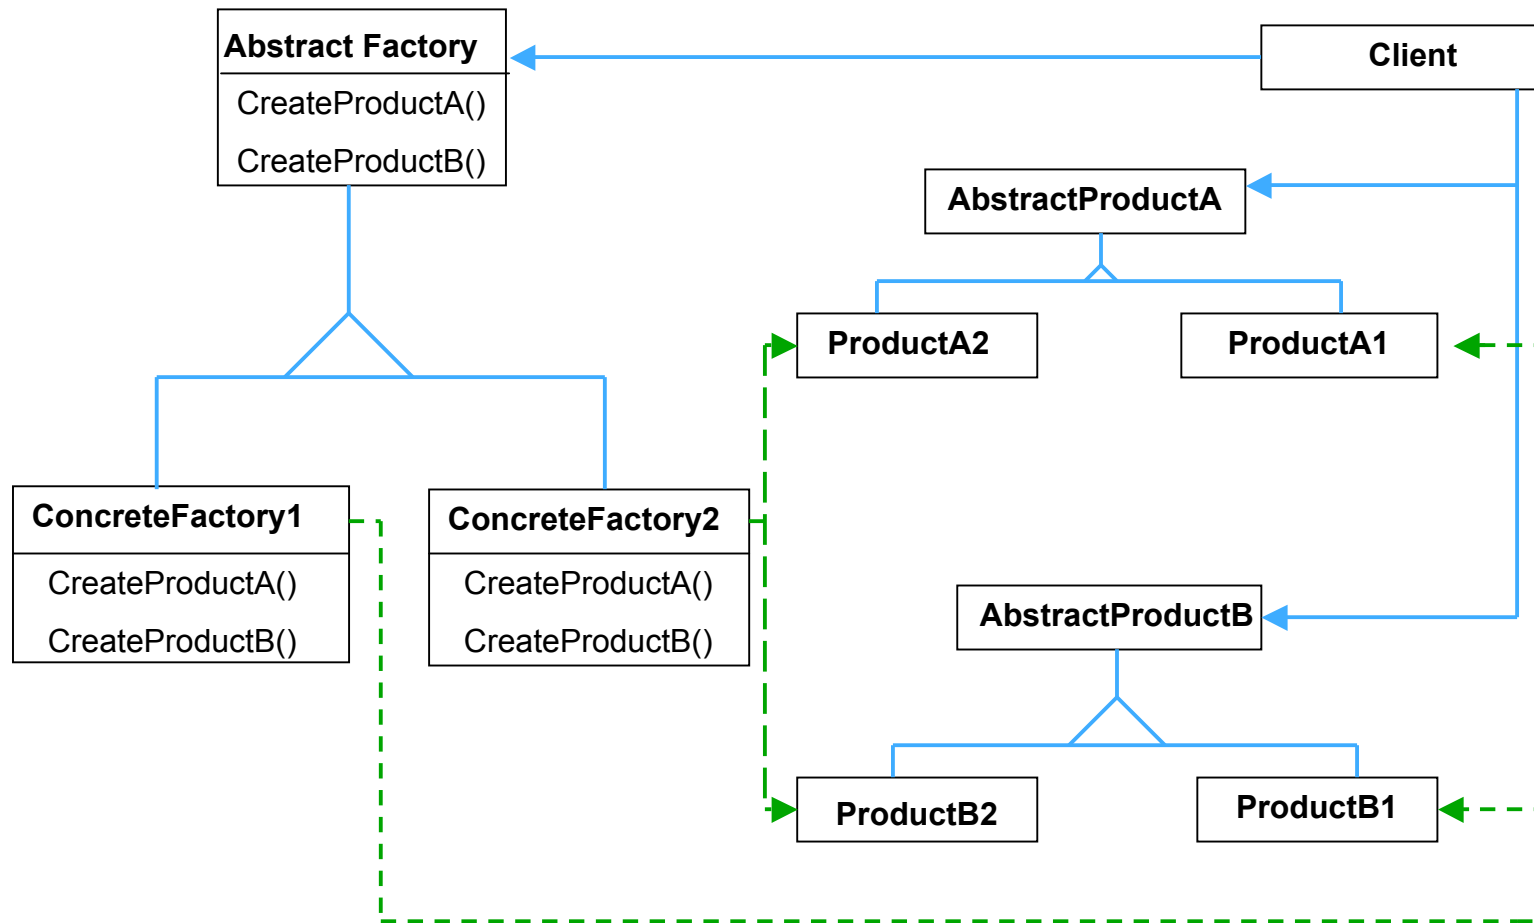 Abstract Factory
CreateProductA()
CreateProductB()
Client
AbstractProductA
ProductA2
ProductA1
ConcreteFactory1
CreateProductA()
CreateProductB()
ConcreteFactory2
CreateProductA()
CreateProductB()
AbstractProductB
ProductB2
ProductB1